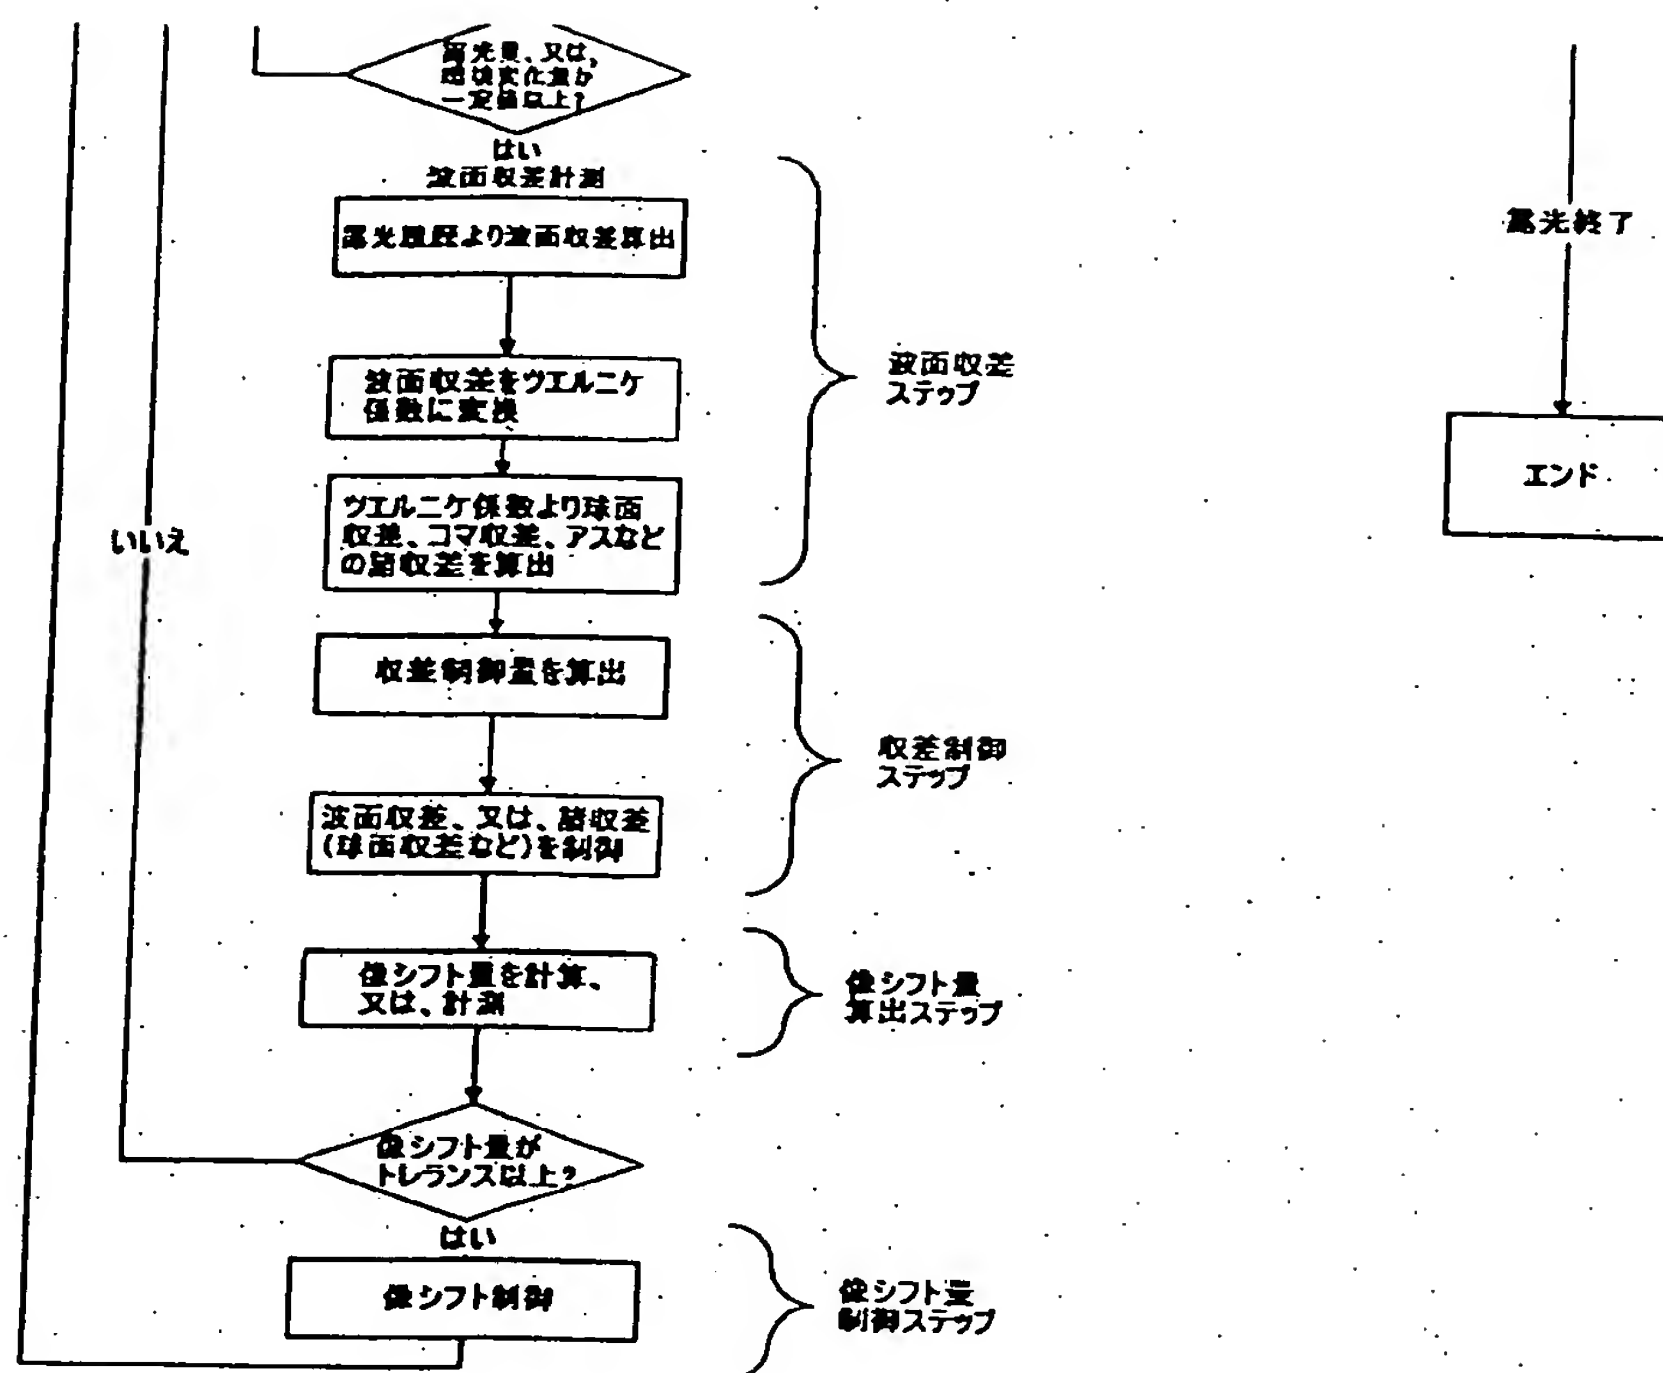 露光量、又は、
環境変化量が
一定値以上?
はい
波面収差計測
露光履歴より波面収差算出
波面収差をツエルニケ
係数に変換
ツエルニケ係数より球面
収差、コマ収差、アスなど
の諸収差を算出
波面収差
ステップ
いいえ
収差制御量を算出
波面収差、又は、諸収差
(球面収差など)を制御
収差制御
ステップ
像シフト量を計算、
又は、計測
像シフト量
算出ステップ
像シフト量が
トレランス以上?
はい
像シフト制御
像シフト量
制御ステップ
露光終了
エンド